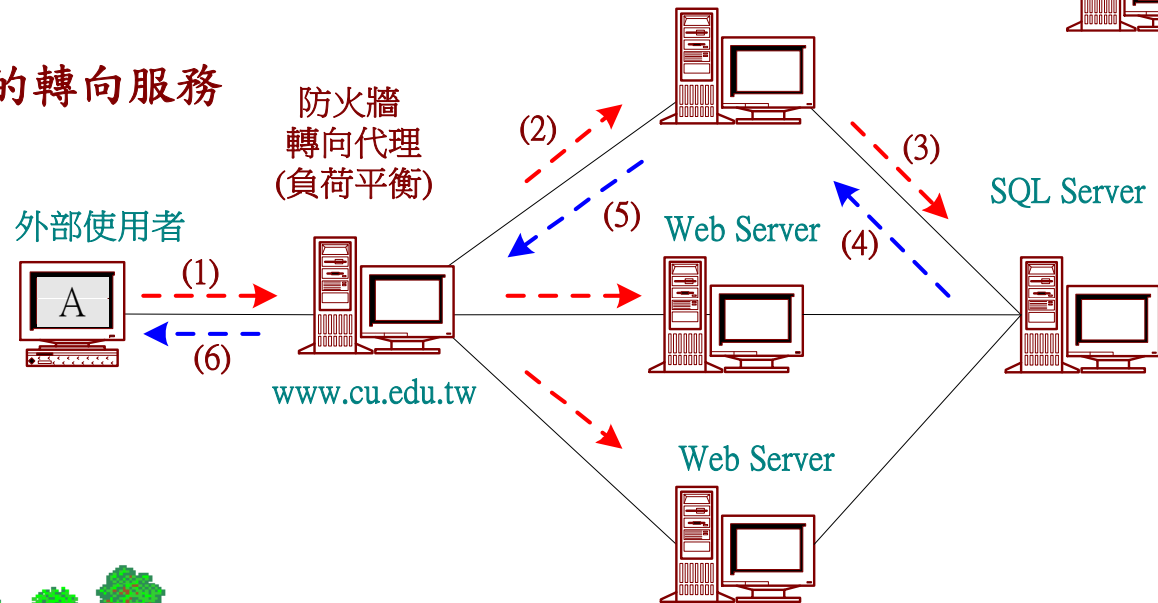 的轉向服務
防火牆
轉向代理
(負荷平衡)
外部使用者
A
(1)
(6)
www.cu.edu.tw
(2)
(5)
(3)
(4)
Web Server
SQL Server
Web Server